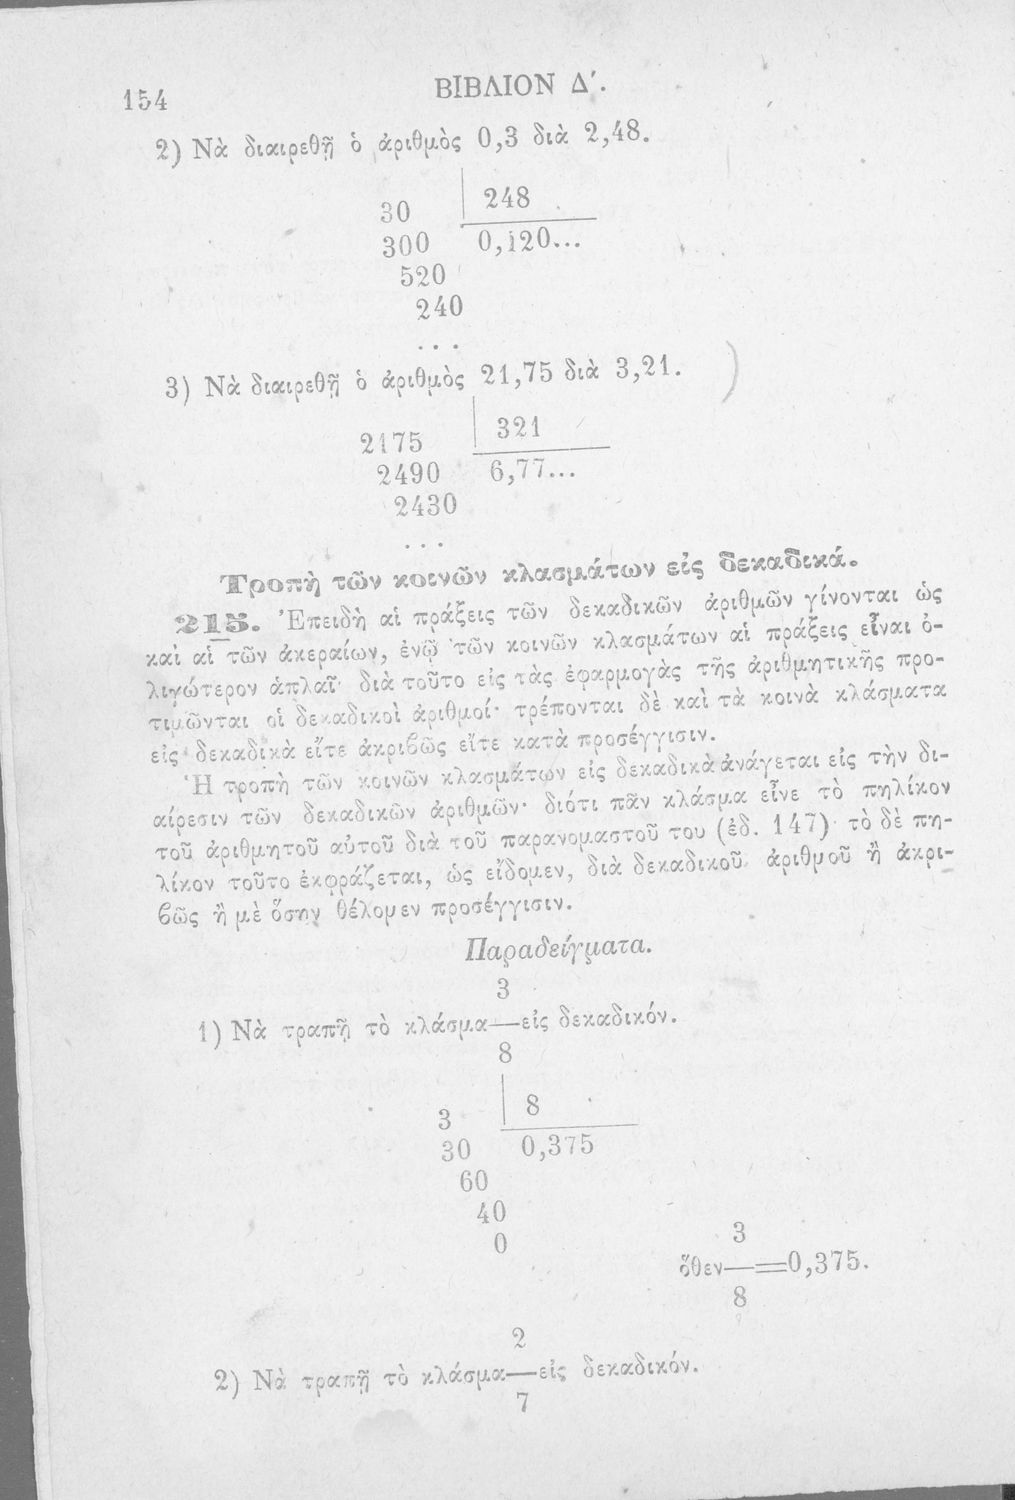 154
ΒΙΒΛΙΟΝ Δ΄.
2) Νὰ διαιρεθῇ ὁ ἀριθμὸς 0,3 διὰ 2,48.
30 248
300 0,120...
520
240
...
3) Νὰ διαιρεθῇ ὁ ἀριθμὸς 21,75 διὰ 3,21.
2175 321
2490 6,77...
2430
...
Τροπὴ τῶν κοινῶν κλασμάτων εἰς δεκαδικά.
215. Ἐπειδὴ αἱ πράξεις τῶν δεκαδικῶν ἀριθμῶν γίνονται ὡς
καὶ αἱ τῶν ἀκεραίων, ἐνῷ τῶν κοινῶν κλασμάτων αἱ πράξεις εἶναι ὀ-
λιγώτερον ἁπλαῖ· διὰ τοῦτο εἰς τὰς ἐφαρμογὰς τῆς ἀριθμητικῆς προ-
τιμῶνται οἱ δεκαδικοὶ ἀριθμοί· τρέπονται δὲ καὶ τὰ κοινὰ κλάσματα
εἰς δεκαδικὰ εἴτε ἀκριβῶς εἴτε κατὰ προσέγγισιν.
Ἡ τροπὴ τῶν κοινῶν κλασμάτων εἰς δεκαδικὰ ἀνάγεται εἰς τὴν δι-
αίρεσιν τῶν δεκαδικῶν ἀριθμῶν· διότι πᾶν κλάσμα εἶνε τὸ πηλίκον
τοῦ ἀριθμητοῦ αὐτοῦ διὰ τοῦ παρανομαστοῦ του (ἐδ. 147)· τὸ δὲ πη-
λίκον τοῦτο ἐκφράζεται, ὡς εἴδομεν, διὰ δεκαδικοῦ ἀριθμοῦ ἢ ἀκρι-
βῶς ἢ μὲ ὅσην θέλομεν προσέγγισιν.
Παραδείγματα.
3
1) Νὰ τραπῇ τὸ κλάσμα—εἰς δεκαδικόν.
8
3 8
30 0,375
60
40
0
3
ὅθεν—=0,375.
8
2
2) Νὰ τραπῇ τὸ κλάσμα—εἰς δεκαδικόν.
7